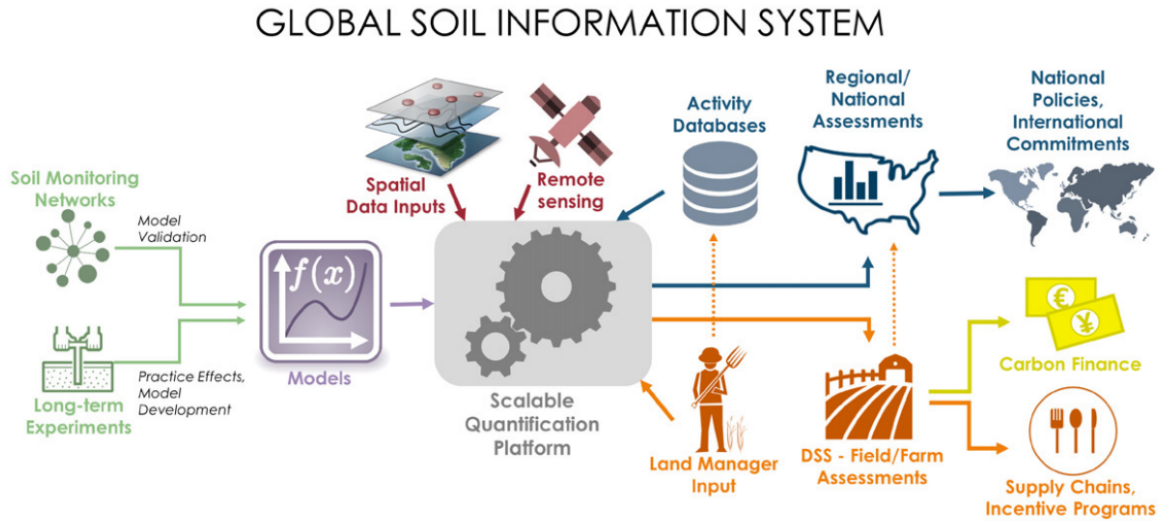 GLOBAL SOIL INFORMATION SYSTEM
Soil Monitoring
Networks
Model
Validation
Long-term
Experiments
Practice Effects,
Model
Development
f(x)
Models
Spatial
Data Inputs
Remote
sensing
Scalable
Quantification
Platform
Activity
Databases
Land Manager
Input
Regional/
National
Assessments
DSS - Field/Farm
Assessments
National
Policies,
International
Commitments
€
¥
Carbon Finance
Supply Chains,
Incentive Programs